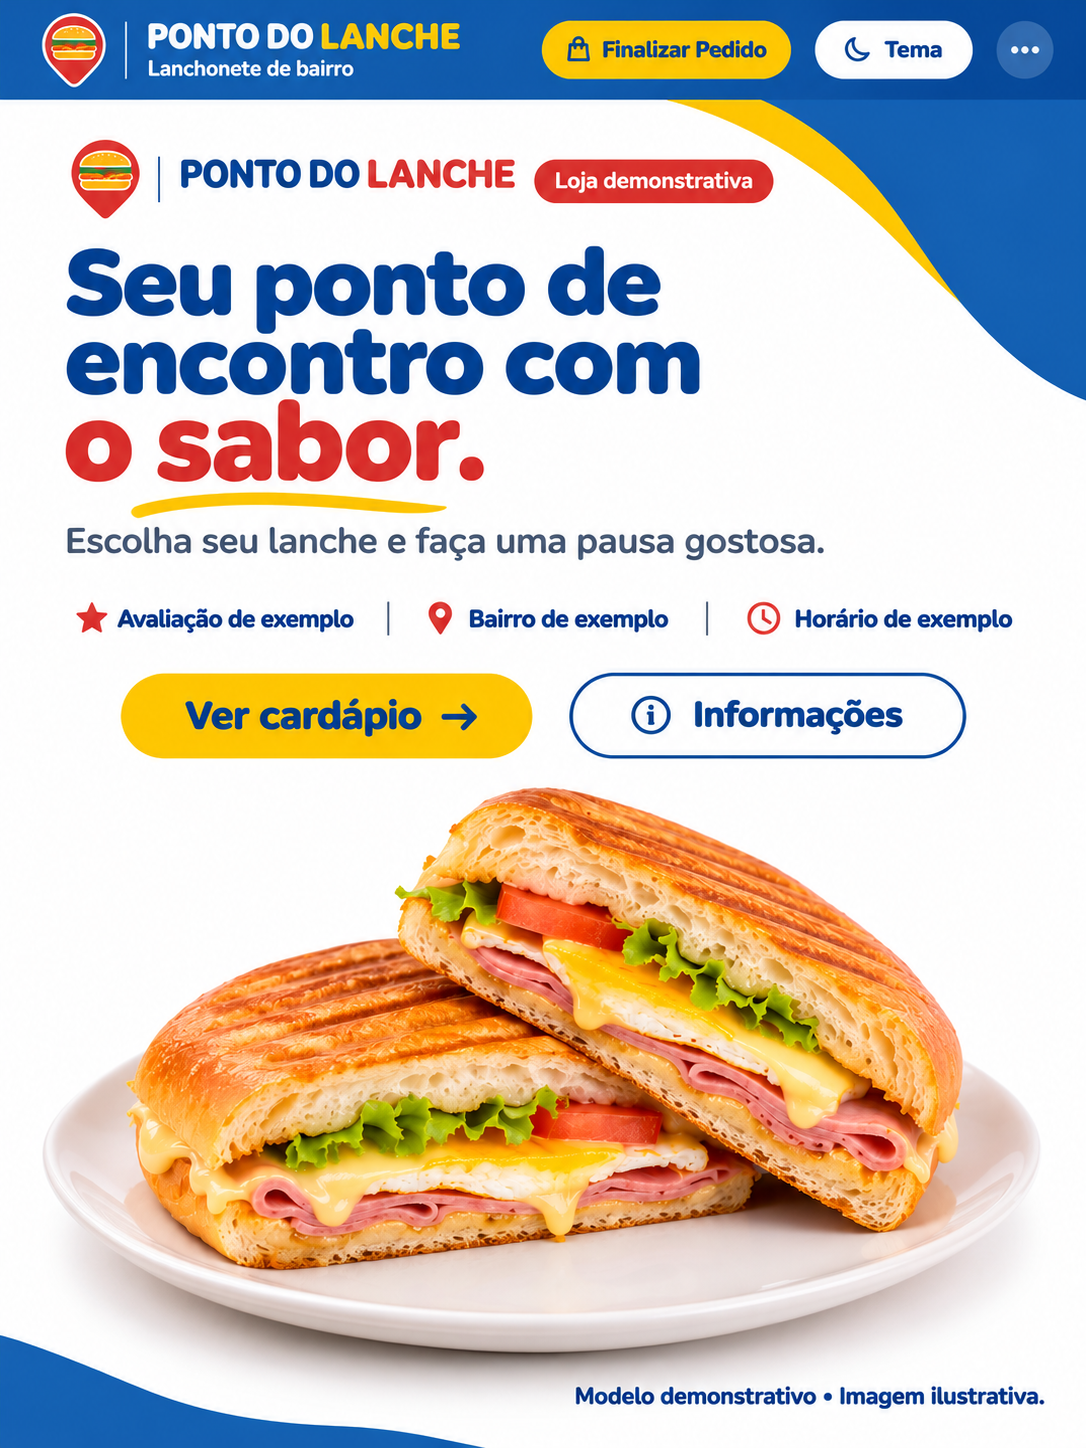 PONTO DO LANCHE
Lanchonete de bairro
Finalizar Pedido
Tema
PONTO DO LANCHE
Loja demonstrativa
Seu ponto de
encontro com
o sabor.
Escolha seu lanche e faça uma pausa gostosa.
Avaliação de exemplo
Bairro de exemplo
Horário de exemplo
Ver cardápio →
Informações
Modelo demonstrativo • Imagem ilustrativa.